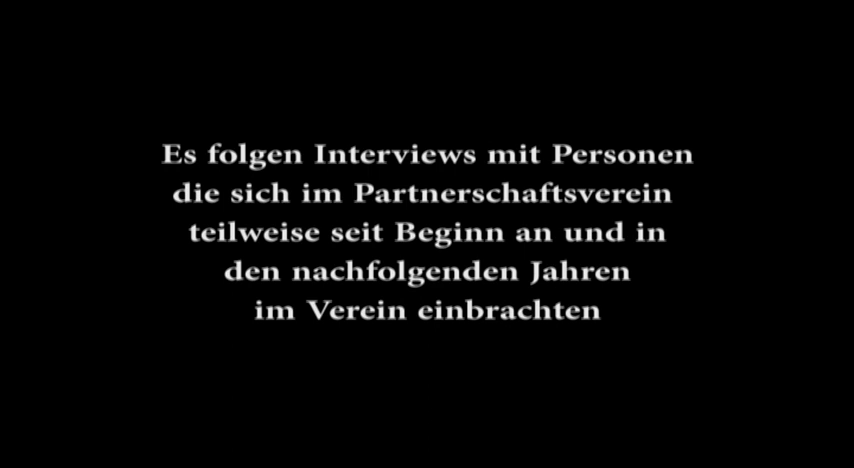 Es folgen Interviews mit Personen
die sich im Partnerschaftsverein
teilweise seit Beginn an und in
den nachfolgenden Jahren
im Verein einbrachten